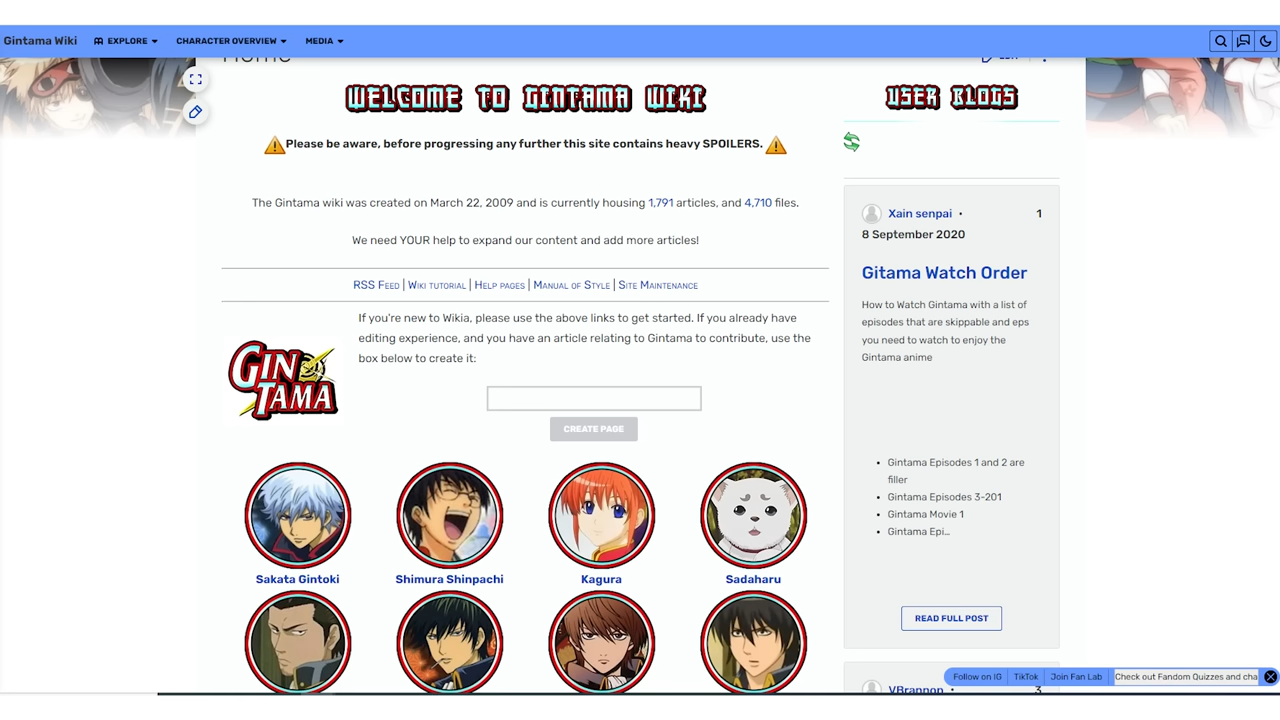 Gintama Wiki EXPLORE CHARACTER OVERVIEW MEDIA
Home
EDIT
WELCOME TO GINTAMA WIKI
Please be aware, before progressing any further this site contains heavy SPOILERS.
The Gintama wiki was created on March 22, 2009 and is currently housing 1,791 articles, and 4,710 files.
We need YOUR help to expand our content and add more articles!
RSS Feed | Wiki tutorial | Help pages | Manual of Style | Site Maintenance
GINTAMA
If you're new to Wikia, please use the above links to get started. If you already have
editing experience, and you have an article relating to Gintama to contribute, use the
box below to create it:
CREATE PAGE
Sakata Gintoki Shimura Shinpachi Kagura Sadaharu
USER BLOGS
Xain senpai • 1
8 September 2020
Gitama Watch Order
How to Watch Gintama with a list of
episodes that are skippable and eps
you need to watch to enjoy the
Gintama anime
• Gintama Episodes 1 and 2 are
filler
• Gintama Episodes 3-201
• Gintama Movie 1
• Gintama Epi...
READ FULL POST
VBrannon • 3
Follow on IG TikTok Join Fan Lab Check out Fandom Quizzes and cha